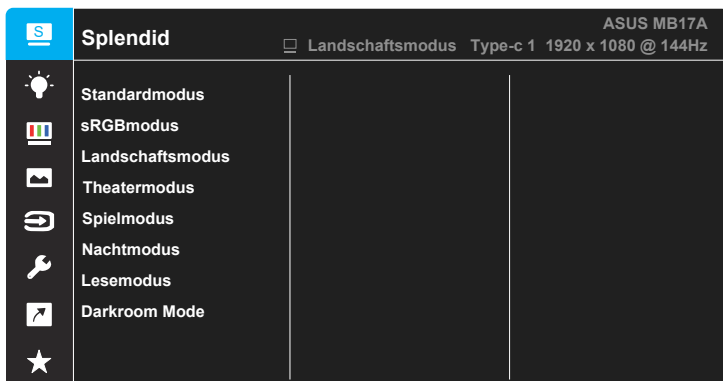 S
ASUS MB17A
Splendid
Landschaftsmodus Type-c 1 1920 x 1080 @ 144Hz
Standardmodus
sRGBmodus
Landschaftsmodus
Theatermodus
Spielmodus
Nachtmodus
Lesemodus
Darkroom Mode